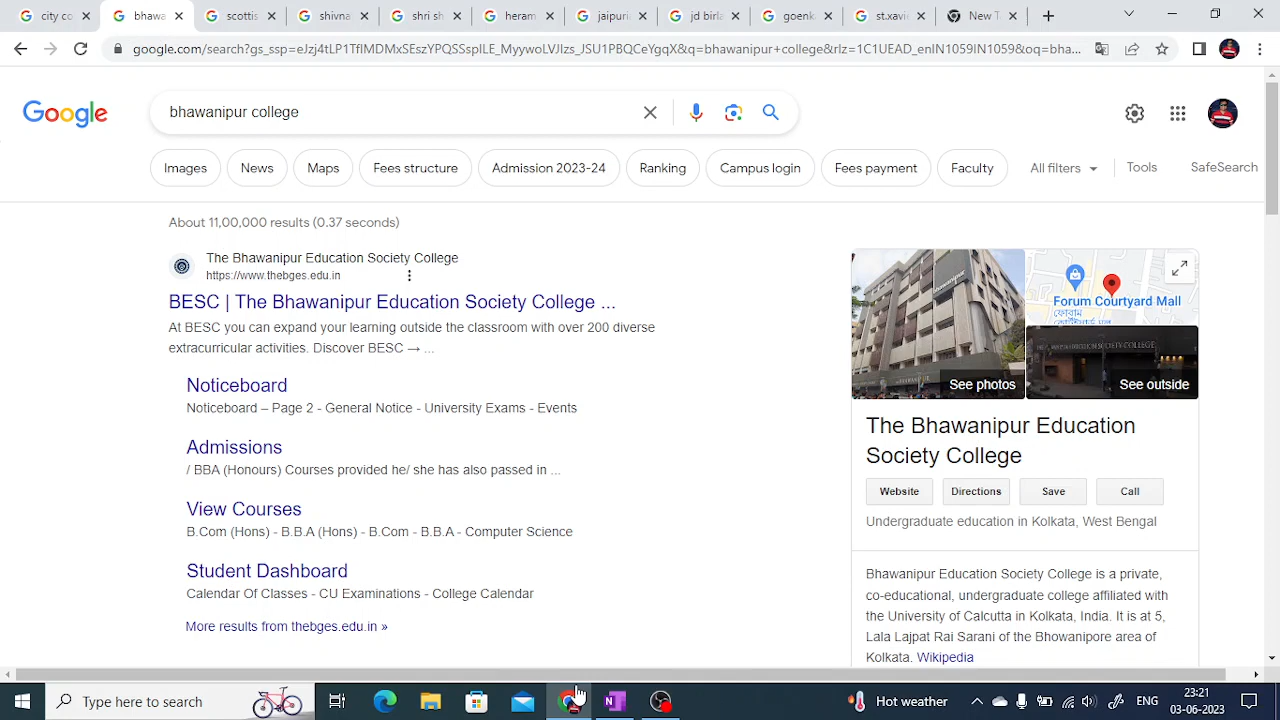 city co
bhawa
scottis
shivna
shri sh
heram
jaipuri
jd birla
goenk
st.xavi
New T
google.com/search?gs_ssp=eJzj4tLP1TflMDMxSEszYPQSSspILE_MyywoLVJIzs_JSU1PBQCeYgqX&q=bhawanipur+college&rlz=1C1UEAD_enIN1059IN1059&oq=bha...
Google
bhawanipur college
Images
News
Maps
Fees structure
Admission 2023-24
Ranking
Campus login
Fees payment
Faculty
All filters
Tools
SafeSearch
About 11,00,000 results (0.37 seconds)
The Bhawanipur Education Society College
https://www.thebges.edu.in
BESC | The Bhawanipur Education Society College ...
At BESC you can expand your learning outside the classroom with over 200 diverse
extracurricular activities. Discover BESC → ...
Noticeboard
Noticeboard – Page 2 - General Notice - University Exams - Events
Admissions
/ BBA (Honours) Courses provided he/ she has also passed in ...
View Courses
B.Com (Hons) - B.B.A (Hons) - B.Com - B.B.A - Computer Science
Student Dashboard
Calendar Of Classes - CU Examinations - College Calendar
More results from thebges.edu.in »
Forum Courtyard Mall
See photos
See outside
The Bhawanipur Education
Society College
Website
Directions
Save
Call
Undergraduate education in Kolkata, West Bengal
Bhawanipur Education Society College is a private,
co-educational, undergraduate college affiliated with
the University of Calcutta in Kolkata, India. It is at 5,
Lala Lajpat Rai Sarani of the Bhowanipore area of
Kolkata. Wikipedia
Type here to search
Hot weather
ENG
23:21
03-06-2023